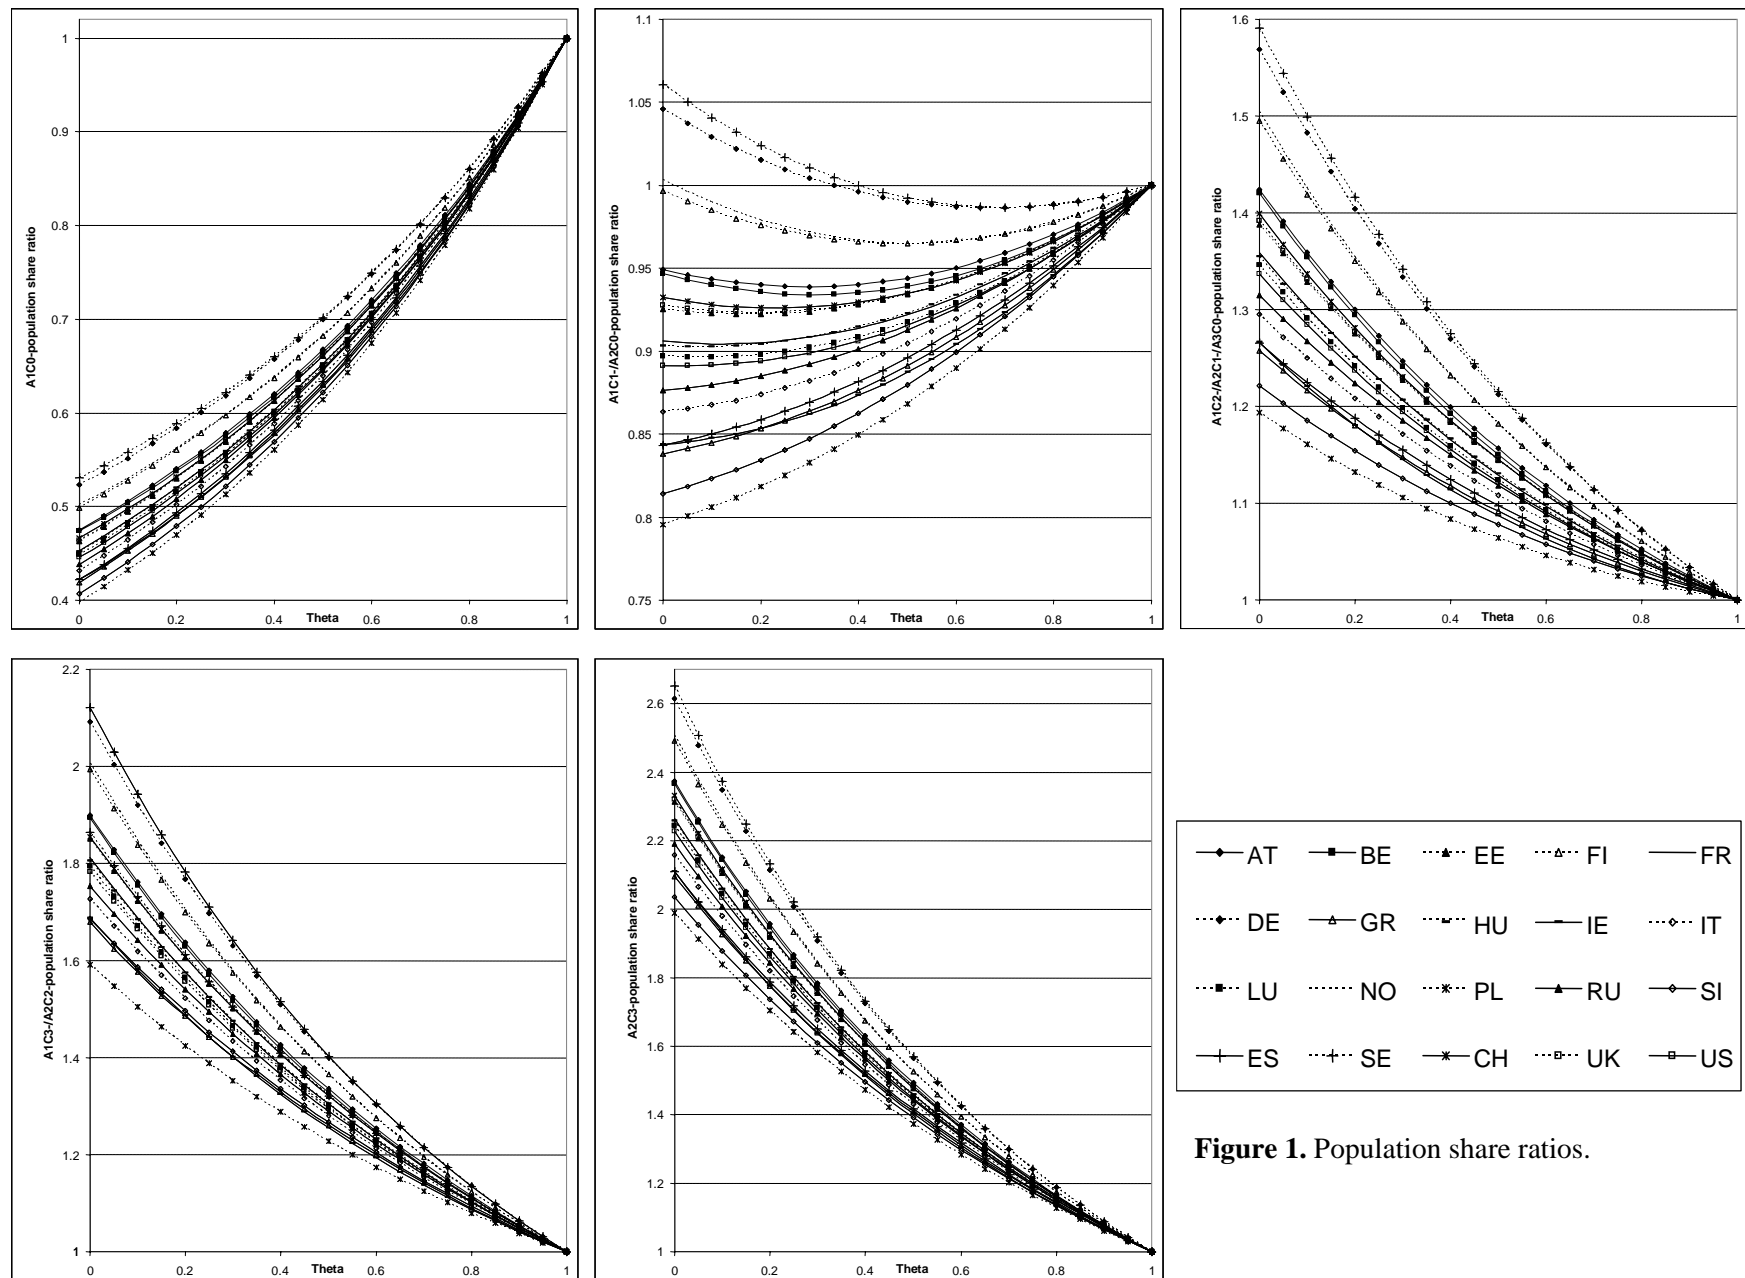 1
0.9
0.8
0.7
0.6
0.5
0.4
0 0.2 0.4 0.6 0.8 1
Theta
A1C0-population share ratio
1.1
1.05
1
0.95
0.9
0.85
0.8
0.75
0 0.2 0.4 0.6 0.8 1
Theta
A1C1-/A2C0-population share ratio
1.6
1.5
1.4
1.3
1.2
1.1
1
0 0.2 0.4 0.6 0.8 1
Theta
A1C2-/A2C1-/A3C0-population share ratio
2.2
2
1.8
1.6
1.4
1.2
1
0 0.2 0.4 0.6 0.8 1
Theta
A1C3-/A2C2-population share ratio
2.6
2.4
2.2
2
1.8
1.6
1.4
1.2
1
0 0.2 0.4 0.6 0.8 1
Theta
A2C3-population share ratio
AT BE EE FI FR
DE GR HU IE IT
LU NO PL RU SI
ES SE CH UK US
Figure 1. Population share ratios.